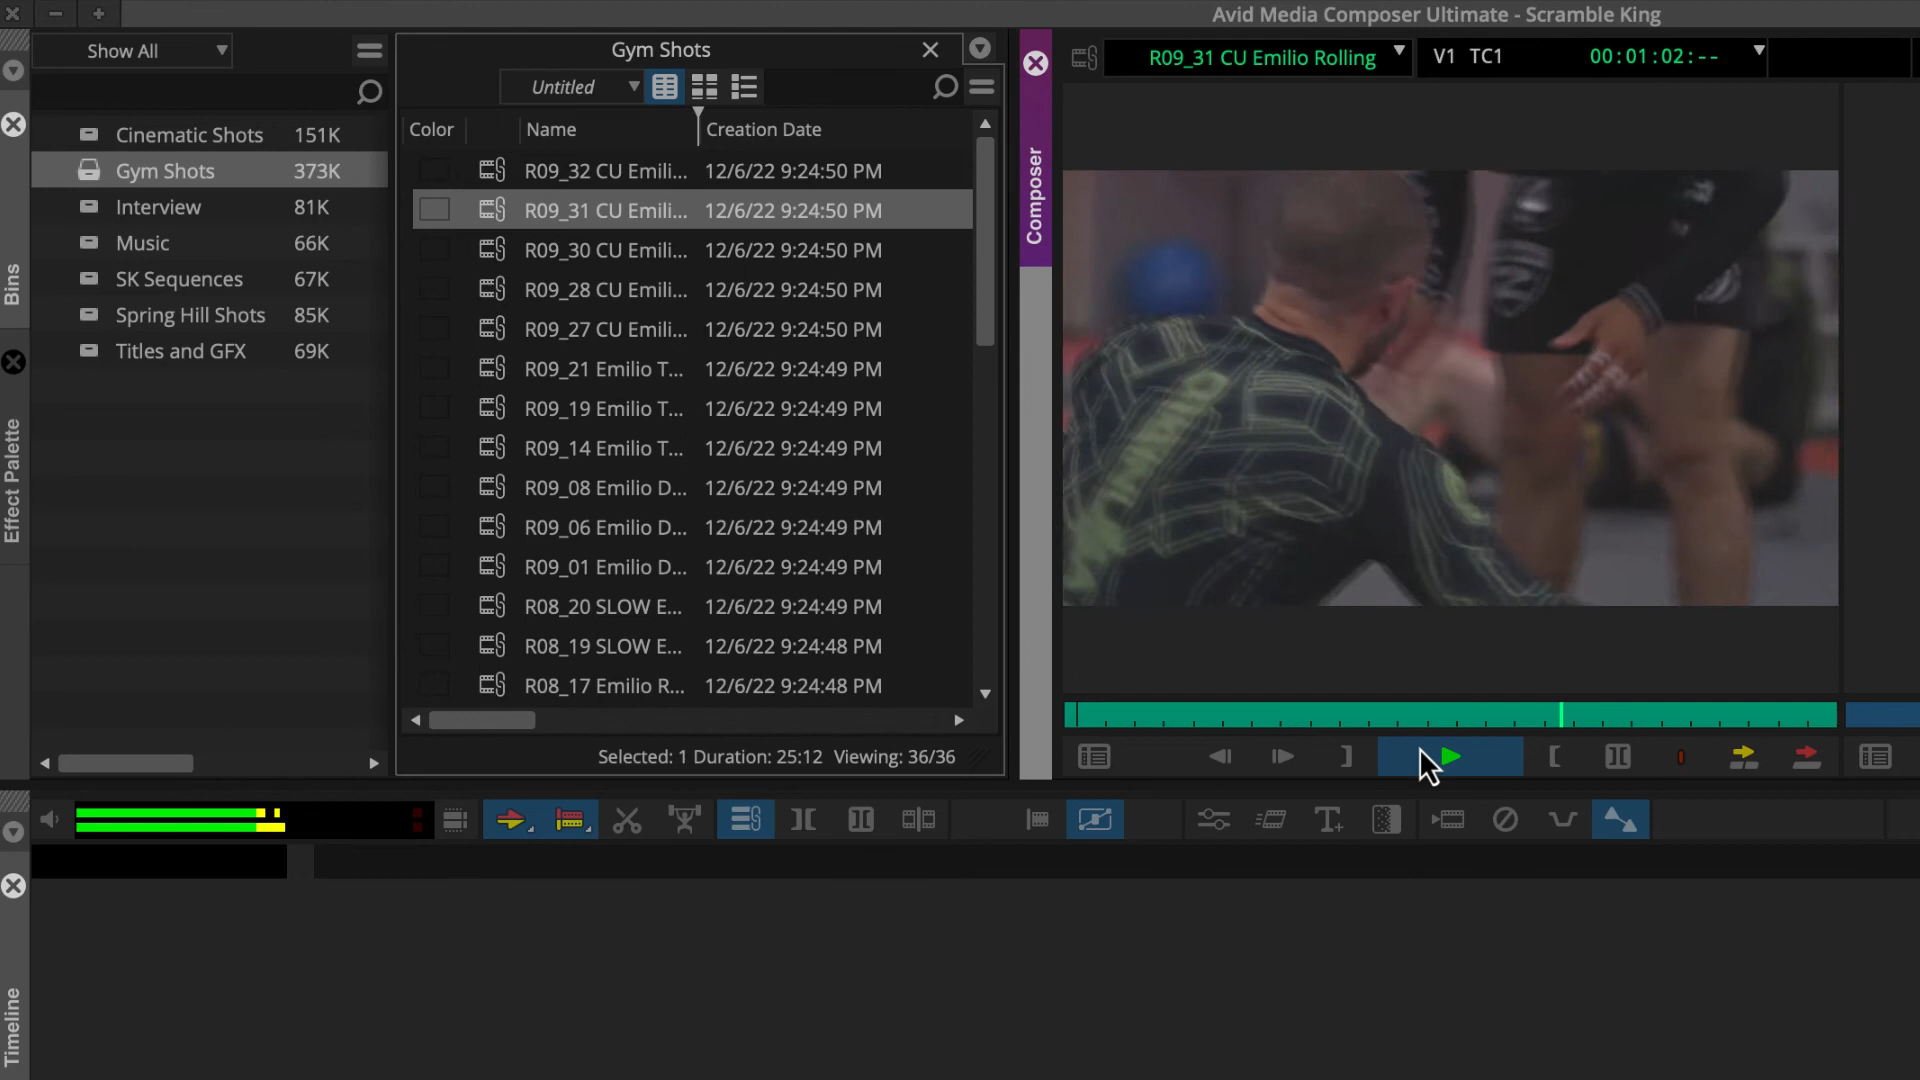 Avid Media Composer Ultimate - Scramble King
Show All
Cinematic Shots 151K
Gym Shots 373K
Interview 81K
Music 66K
SK Sequences 67K
Spring Hill Shots 85K
Titles and GFX 69K
Bins
Effect Palette
Gym Shots
Untitled
Color Name Creation Date
R09_32 CU Emili... 12/6/22 9:24:50 PM
R09_31 CU Emili... 12/6/22 9:24:50 PM
R09_30 CU Emili... 12/6/22 9:24:50 PM
R09_28 CU Emili... 12/6/22 9:24:50 PM
R09_27 CU Emili... 12/6/22 9:24:50 PM
R09_21 Emilio T... 12/6/22 9:24:49 PM
R09_19 Emilio T... 12/6/22 9:24:49 PM
R09_14 Emilio T... 12/6/22 9:24:49 PM
R09_08 Emilio D... 12/6/22 9:24:49 PM
R09_06 Emilio D... 12/6/22 9:24:49 PM
R09_01 Emilio D... 12/6/22 9:24:49 PM
R08_20 SLOW E... 12/6/22 9:24:49 PM
R08_19 SLOW E... 12/6/22 9:24:48 PM
R08_17 Emilio R... 12/6/22 9:24:48 PM
Selected: 1 Duration: 25:12 Viewing: 36/36
Composer
R09_31 CU Emilio Rolling V1 TC1 00:01:02:--
Timeline